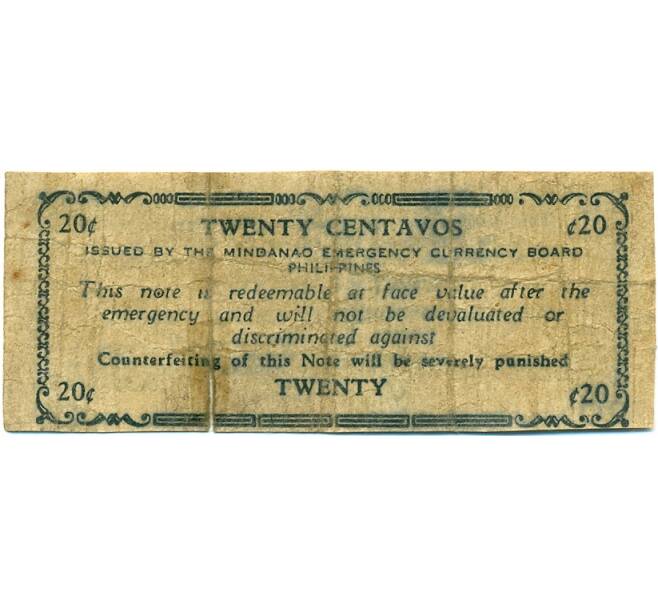 20¢ TWENTY CENTAVOS ¢20
ISSUED BY THE MINDANAO EMERGENCY CURRENCY BOARD
PHILIPPINES
This note is redeemable at face value after the
emergency and will not be devaluated or
discriminated against
Counterfeiting of this Note will be severely punished
20¢ TWENTY ¢20